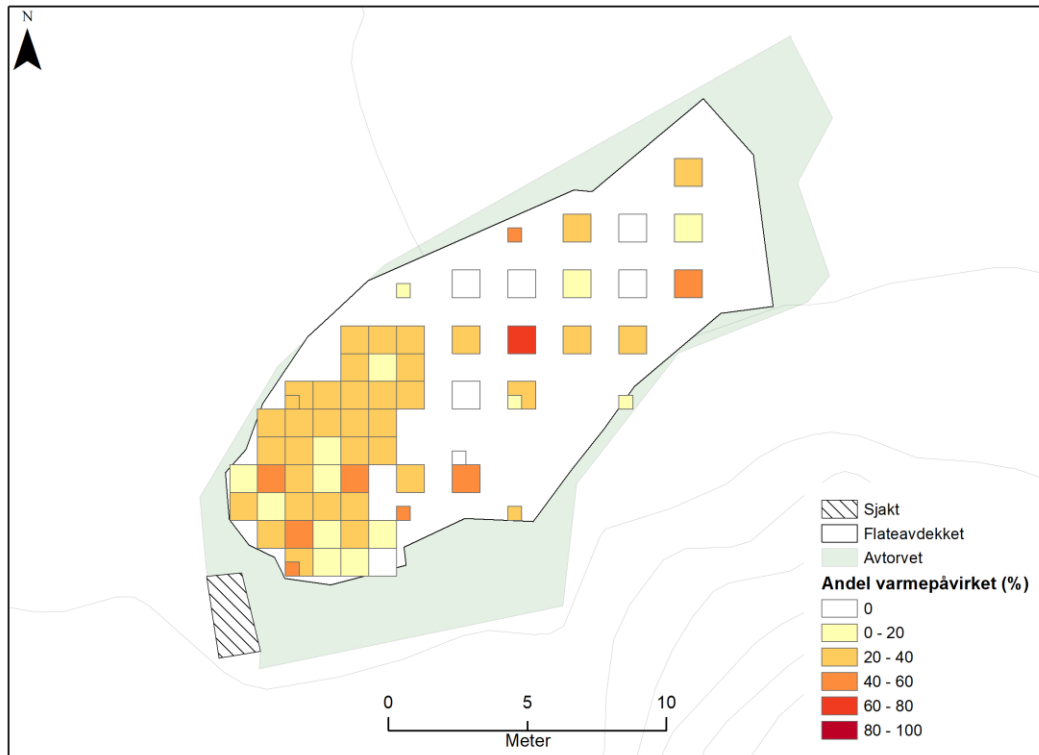 N
Sjakt
Flateavdekket
Avtorvet
Andel varmepåvirket (%)
0
0 - 20
20 - 40
40 - 60
60 - 80
80 - 100
0 5 10
Meter